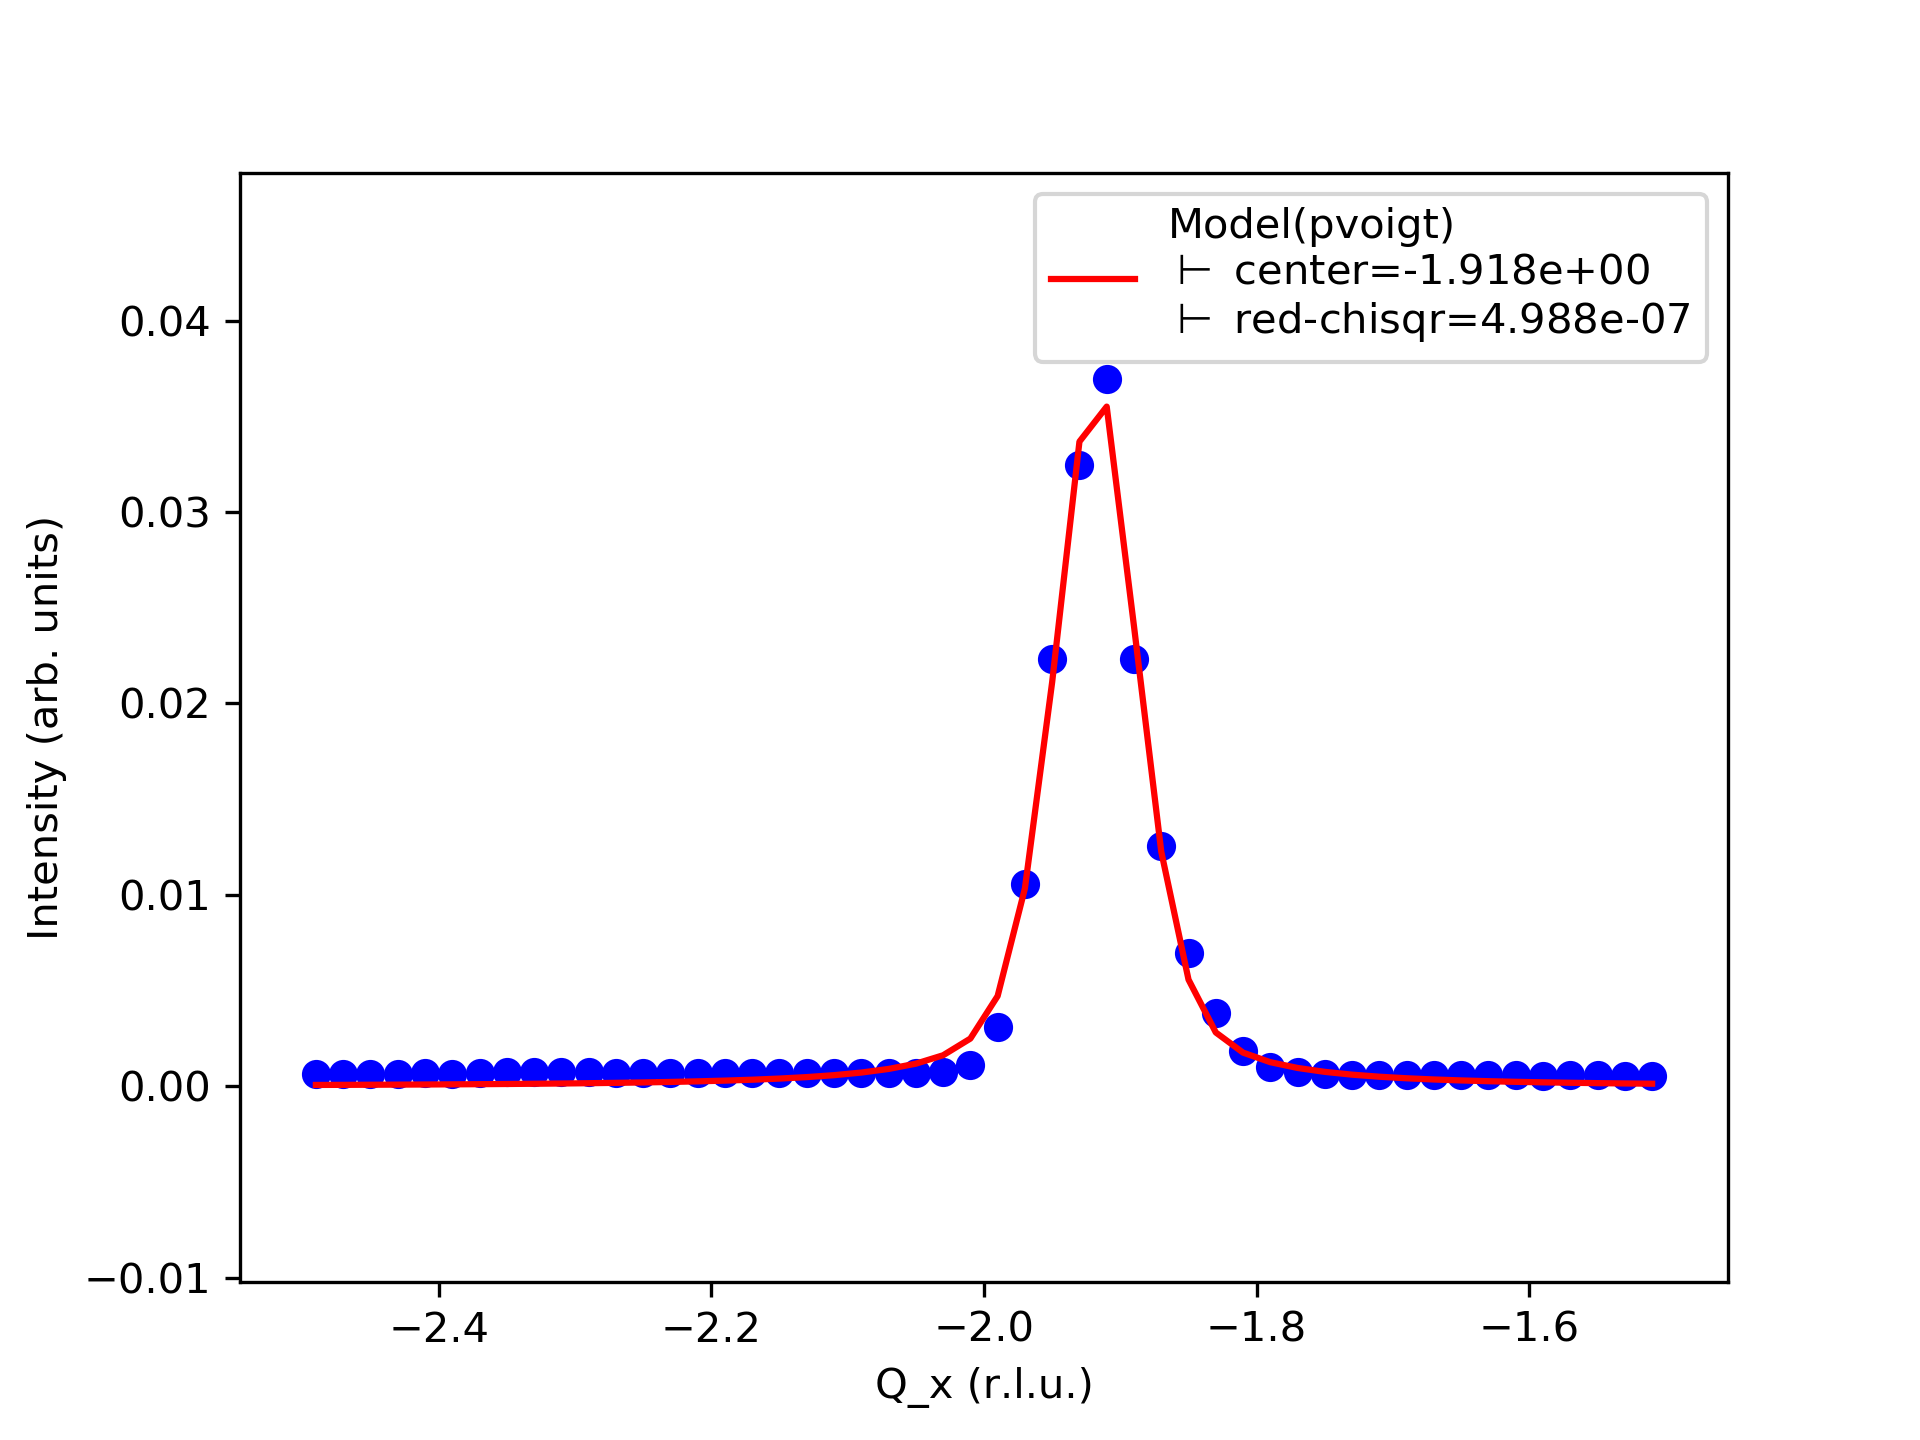 Model(pvoigt)
⊢ center=-1.918e+00
⊢ red-chisqr=4.988e-07
0.04
0.03
0.02
0.01
0.00
−0.01
Intensity (arb. units)
−2.4 −2.2 −2.0 −1.8 −1.6
Q_x (r.l.u.)